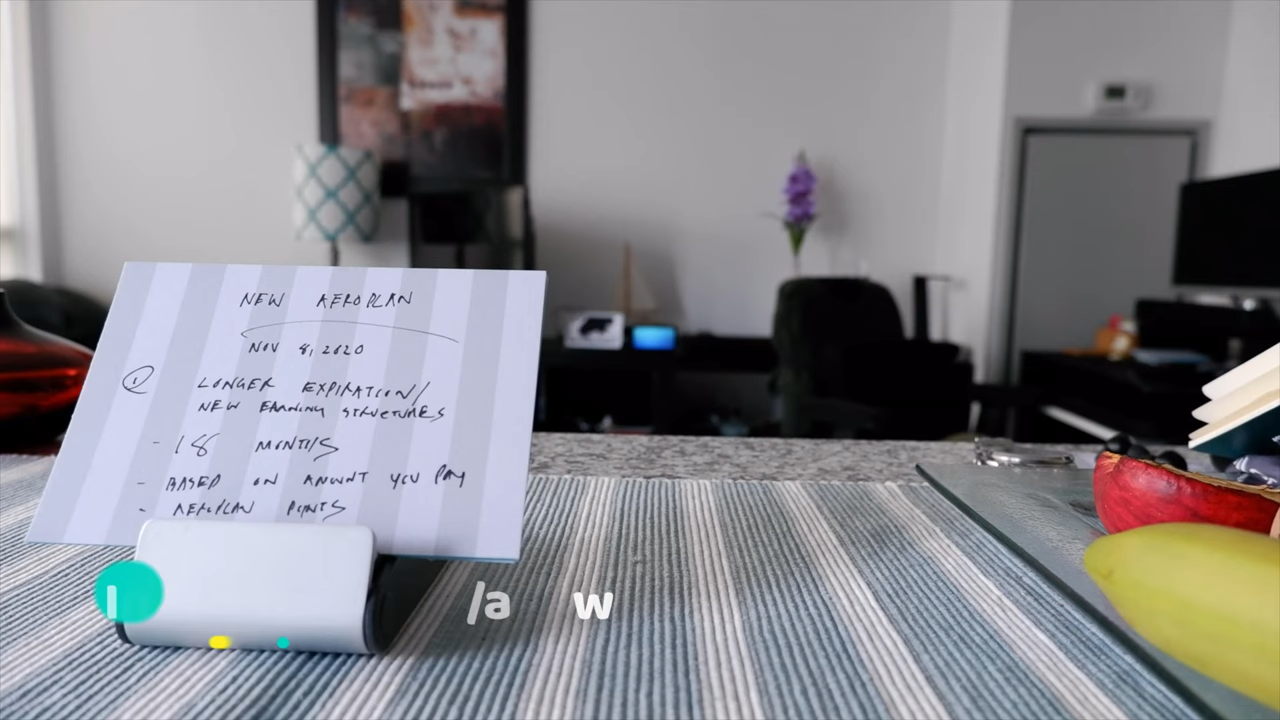 NEW AEROPLAN
NOV 8, 2020
① LONGER EXPIRATION/
NEW EARNING STRUCTURES
- 18 MONTHS
- BASED ON AMOUNT YOU PAY
- AEROPLAN POINTS
l /a w